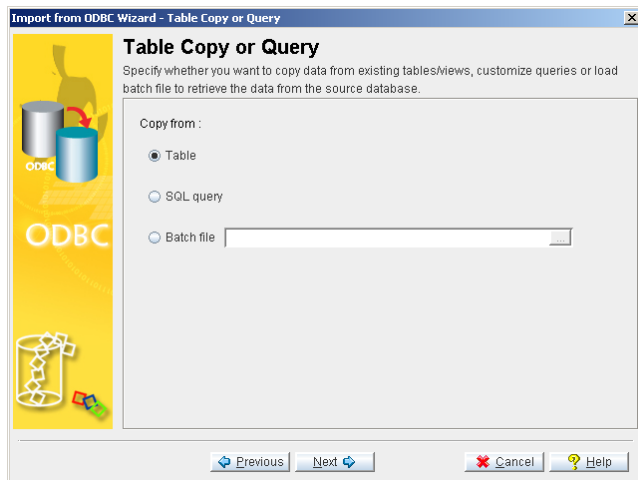 Import from ODBC Wizard - Table Copy or Query
Table Copy or Query
Specify whether you want to copy data from existing tables/views, customize queries or load
batch file to retrieve the data from the source database.
Copy from :
Table
SQL query
Batch file ...
ODBC
ODBC
Previous Next Cancel Help